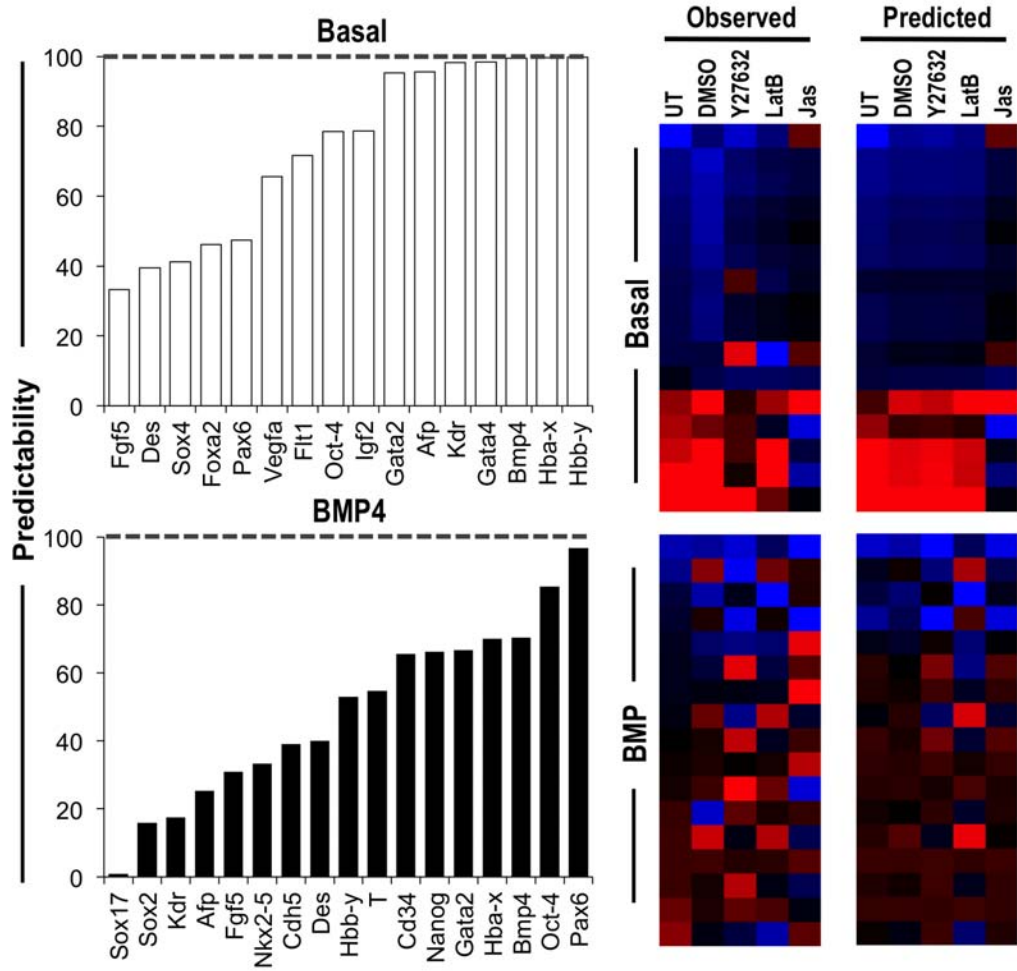 Basal
Predictability
100
80
60
40
20
0
Fgf5
Des
Sox4
Foxa2
Pax6
Vegfa
Flt1
Oct-4
Igf2
Gata2
Afp
Kdr
Gata4
Bmp4
Hba-x
Hbb-y
BMP4
100
80
60
40
20
0
Sox17
Sox2
Kdr
Afp
Fgf5
Nkx2-5
Cdh5
Des
Hbb-y
T
Cd34
Nanog
Gata2
Hba-x
Bmp4
Oct-4
Pax6
Observed
UT
DMSO
Y27632
LatB
Jas
Predicted
UT
DMSO
Y27632
LatB
Jas
Basal
BMP